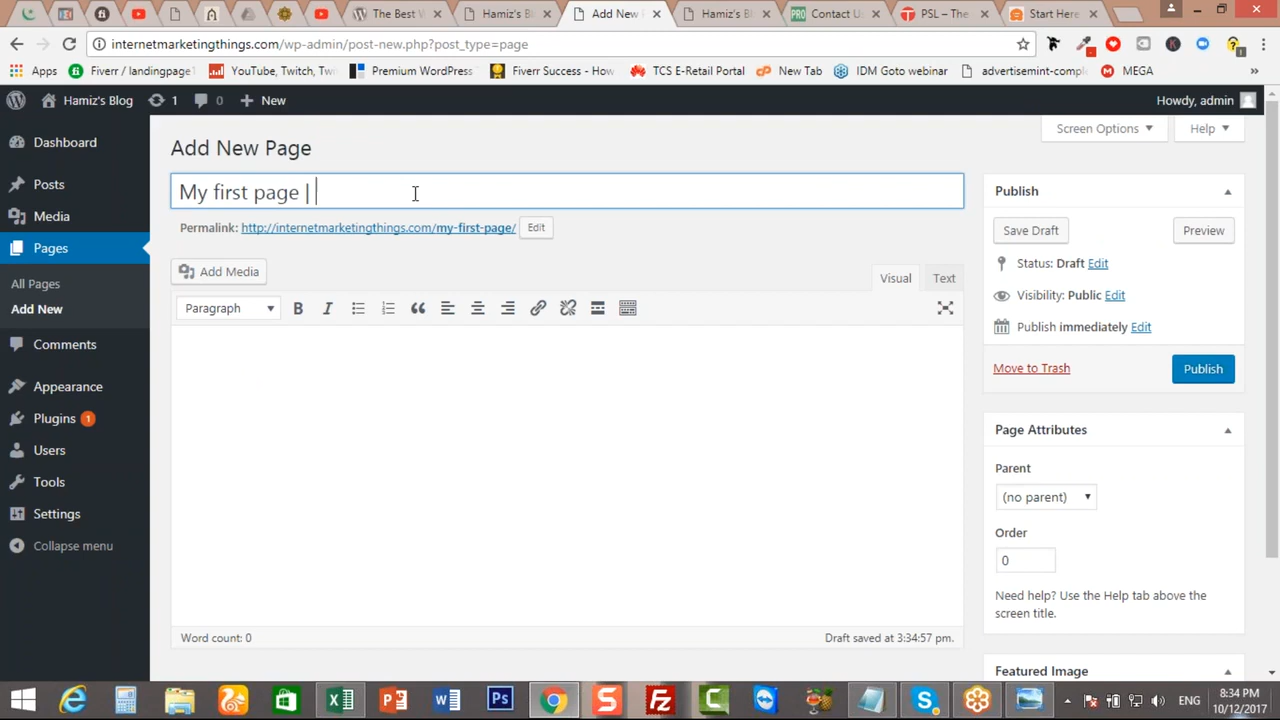 The Best W
Hamiz's Bl
Add New
Hamiz's Bl
PRO Contact Us
PSL – The
Start Here
internetmarketingthings.com/wp-admin/post-new.php?post_type=page
Apps
Fiverr / landingpage
YouTube, Twitch, Twi
Premium WordPress
Fiverr Success - How
TCS E-Retail Portal
New Tab
IDM Goto webinar
advertisemint-compl
MEGA
»
Hamiz's Blog
1
0
New
Howdy, admin
Screen Options
Help
Dashboard
Posts
Media
Pages
All Pages
Add New
Comments
Appearance
Plugins 1
Users
Tools
Settings
Collapse menu
Add New Page
My first page |
Permalink: http://internetmarketingthings.com/my-first-page/ Edit
Add Media
Visual
Text
Paragraph
B
I
Word count: 0
Draft saved at 3:34:57 pm.
Publish
Save Draft
Preview
Status: Draft Edit
Visibility: Public Edit
Publish immediately Edit
Move to Trash
Publish
Page Attributes
Parent
(no parent)
Order
0
Need help? Use the Help tab above the
screen title.
Featured Image
Ps
ENG
8:34 PM
10/12/2017